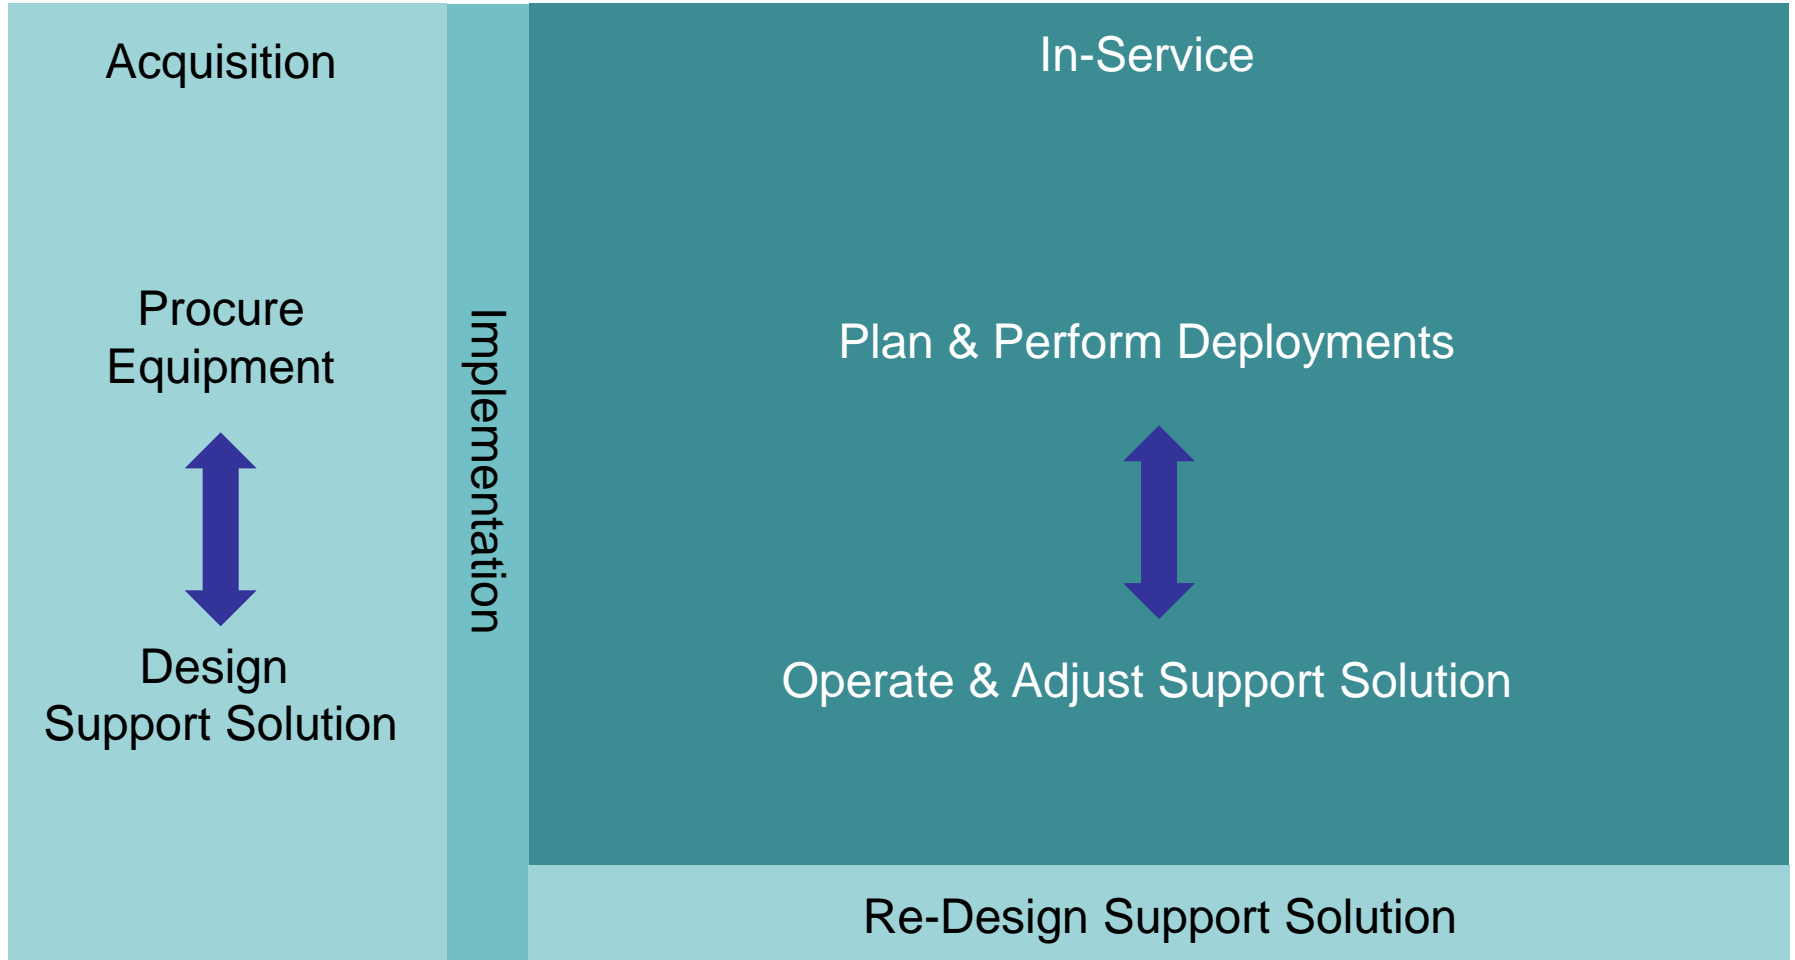 Acquisition
Procure
Equipment
Design
Support Solution
Implementation
In-Service
Plan & Perform Deployments
Operate & Adjust Support Solution
Re-Design Support Solution